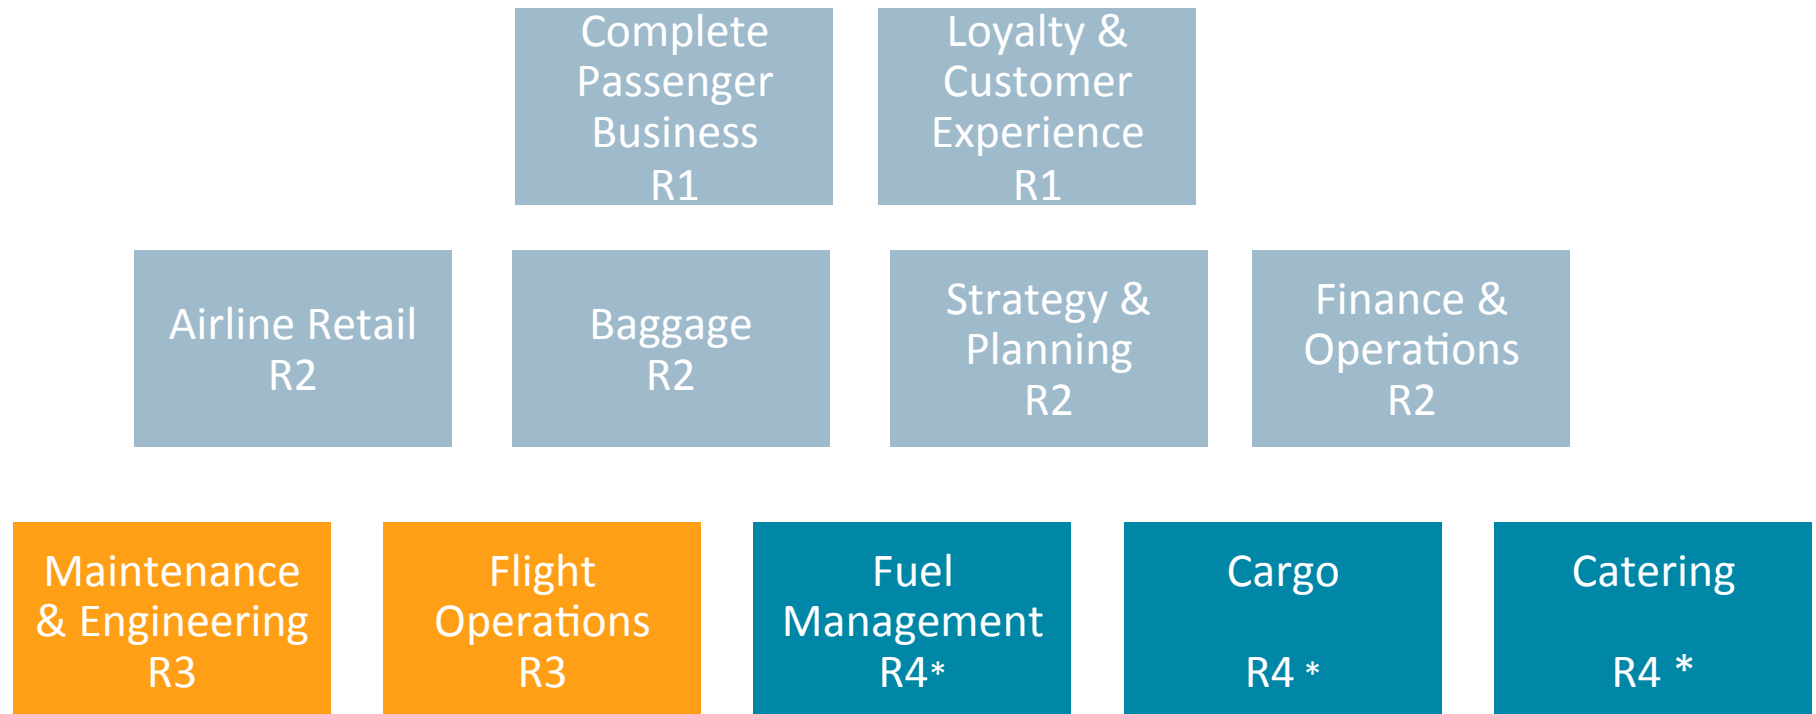 Complete
Passenger
Business
R1
Loyalty &
Customer
Experience
R1
Airline Retail
R2
Baggage
R2
Strategy &
Planning
R2
Finance &
Operations
R2
Maintenance
& Engineering
R3
Flight
Operations
R3
Fuel
Management
R4*
Cargo
R4 *
Catering
R4 *